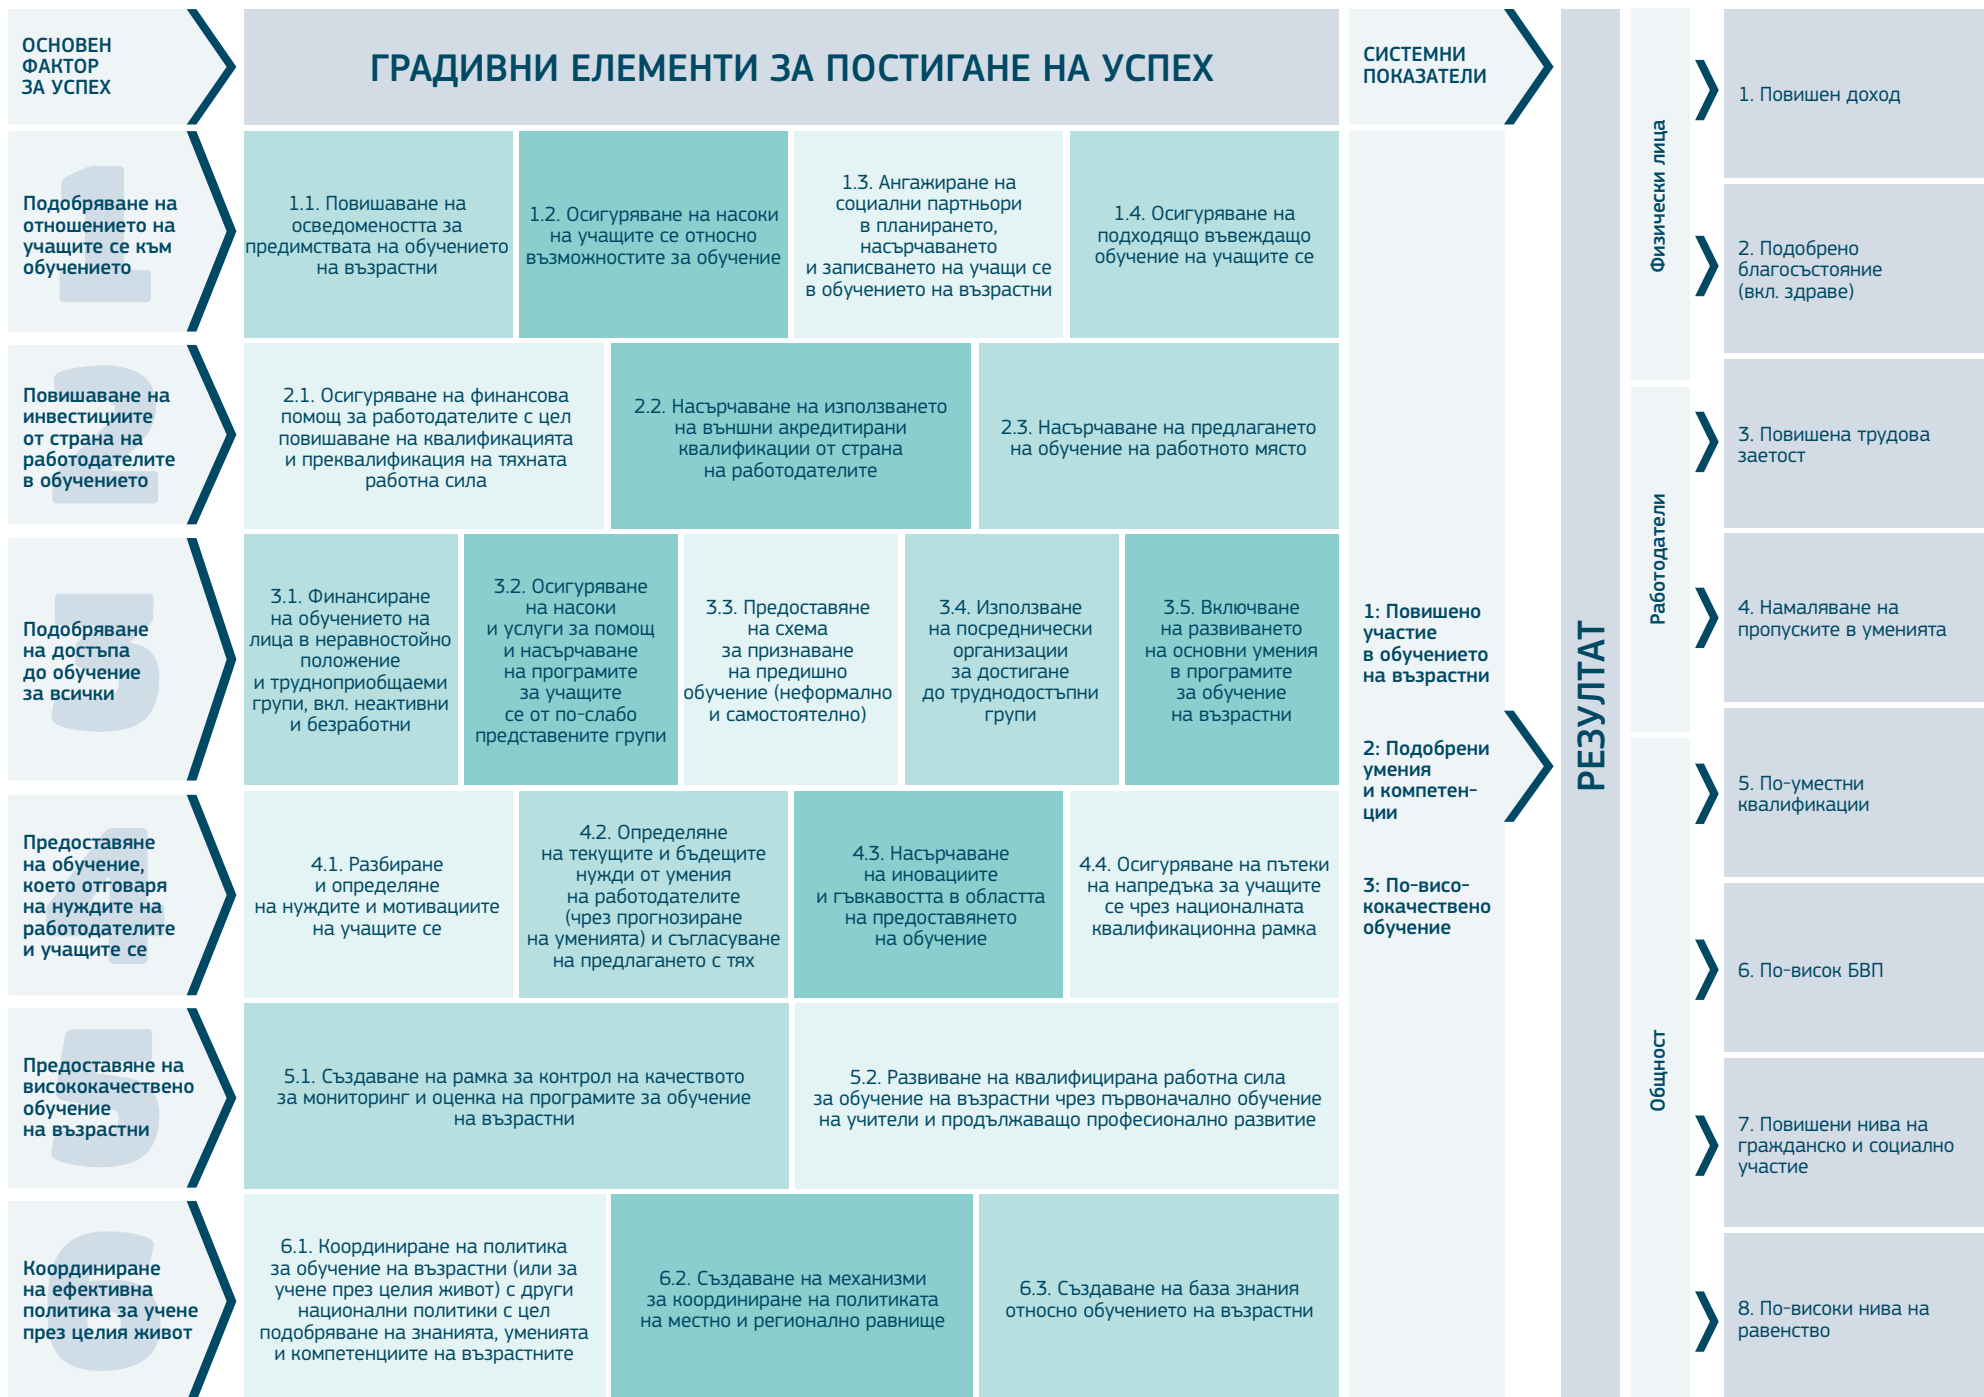 ОСНОВЕН
ФАКТОР
ЗА УСПЕХ
ГРАДИВНИ ЕЛЕМЕНТИ ЗА ПОСТИГАНЕ НА УСПЕХ
СИСТЕМНИ
ПОКАЗАТЕЛИ
1
Подобряване на
отношението на
учащите се към
обучението
1.1. Повишаване на
осведомеността за
предимствата на обучението
на възрастни
1.2. Осигуряване на насоки
на учащите се относно
възможностите за обучение
1.3. Ангажиране на
социални партньори
в планирането,
насърчаването
и записването на учащи се
в обучението на възрастни
1.4. Осигуряване на
подходящо въвеждащо
обучение на учащите се
2
Повишаване на
инвестициите
от страна на
работодателите
в обучението
2.1. Осигуряване на финансова
помощ за работодателите с цел
повишаване на квалификацията
и преквалификация на тяхната
работна сила
2.2. Насърчаване на използването
на външни акредитирани
квалификации от страна
на работодателите
2.3. Насърчаване на предлагането
на обучение на работното място
3
Подобряване
на достъпа
до обучение
за всички
3.1. Финансиране
на обучението на
лица в неравностойно
положение
и трудноприобщаеми
групи, вкл. неактивни
и безработни
3.2. Осигуряване
на насоки
и услуги за помощ
и насърчаване
на програмите
за учащите
се от по-слабо
представените групи
3.3. Предоставяне
на схема
за признаване
на предишно
обучение (неформално
и самостоятелно)
3.4. Използване
на посреднически
организации
за достигане
до труднодостъпни
групи
3.5. Включване
на развиването
на основни умения
в програмите
за обучение
на възрастни
4
Предоставяне
на обучение,
което отговаря
на нуждите на
работодателите
и учащите се
4.1. Разбиране
и определяне
на нуждите и мотивациите
на учащите се
4.2. Определяне
на текущите и бъдещите
нужди от умения
на работодателите
(чрез прогнозиране
на уменията) и съгласуване
на предлагането с тях
4.3. Насърчаване
на иновациите
и гъвкавостта в областта
на предоставянето
на обучение
4.4. Осигуряване на пътеки
на напредъка за учащите
се чрез националната
квалификационна рамка
5
Предоставяне на
висококачествено
обучение
на възрастни
5.1. Създаване на рамка за контрол на качеството
за мониторинг и оценка на програмите за обучение
на възрастни
5.2. Развиване на квалифицирана работна сила
за обучение на възрастни чрез първоначално обучение
на учители и продължаващо професионално развитие
6
Координиране
на ефективна
политика за учене
през целия живот
6.1. Координиране на политика
за обучение на възрастни (или за
учене през целия живот) с други
национални политики с цел
подобряване на знанията, уменията
и компетенциите на възрастните
6.2. Създаване на механизми
за координиране на политиката
на местно и регионално равнище
6.3. Създаване на база знания
относно обучението на възрастни
1: Повишено
участие
в обучението
на възрастни
2: Подобрени
умения
и компетен-
ции
3: По-висо-
кокачествено
обучение
РЕЗУЛТАТ
Физически лица
Работодатели
Общност
1. Повишен доход
2. Подобрено
благосъстояние
(вкл. здраве)
3. Повишена трудова
заетост
4. Намаляване на
пропуските в уменията
5. По-уместни
квалификации
6. По-висок БВП
7. Повишени нива на
гражданско и социално
участие
8. По-високи нива на
равенство